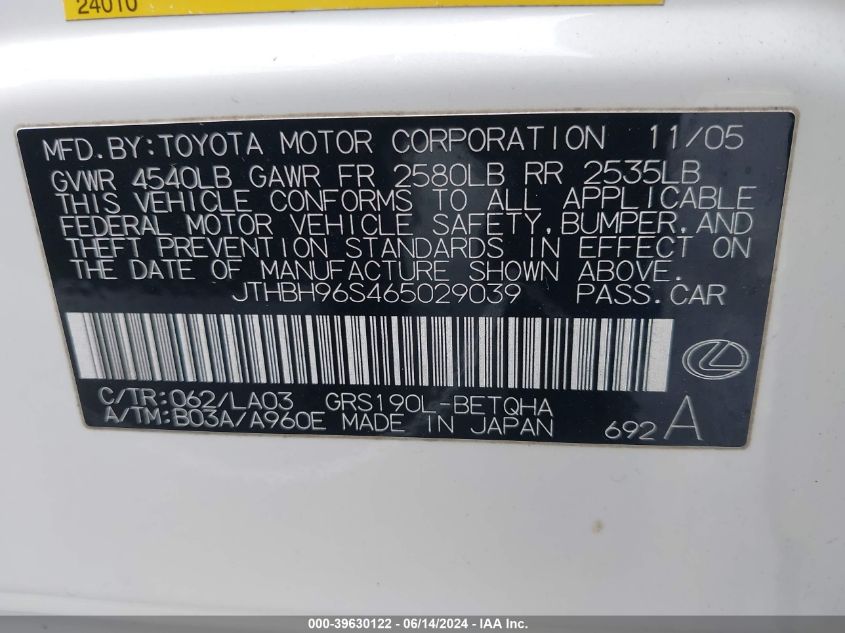 24010
MFD.BY:TOYOTA MOTOR CORPORATION 11/05
GVWR 4540LB GAWR FR 2580LB RR 2535LB
THIS VEHICLE CONFORMS TO ALL APPLICABLE
FEDERAL MOTOR VEHICLE SAFETY,BUMPER,AND
THEFT PREVENTION STANDARDS IN EFFECT ON
THE DATE OF MANUFACTURE SHOWN ABOVE.
JTHBH96S465029039 PASS.CAR
C/TR:062/LA03 GRS190L-BETQHA
A/TM:B03A/A960E MADE IN JAPAN 692 A
000-39630122 - 06/14/2024 - IAA Inc.